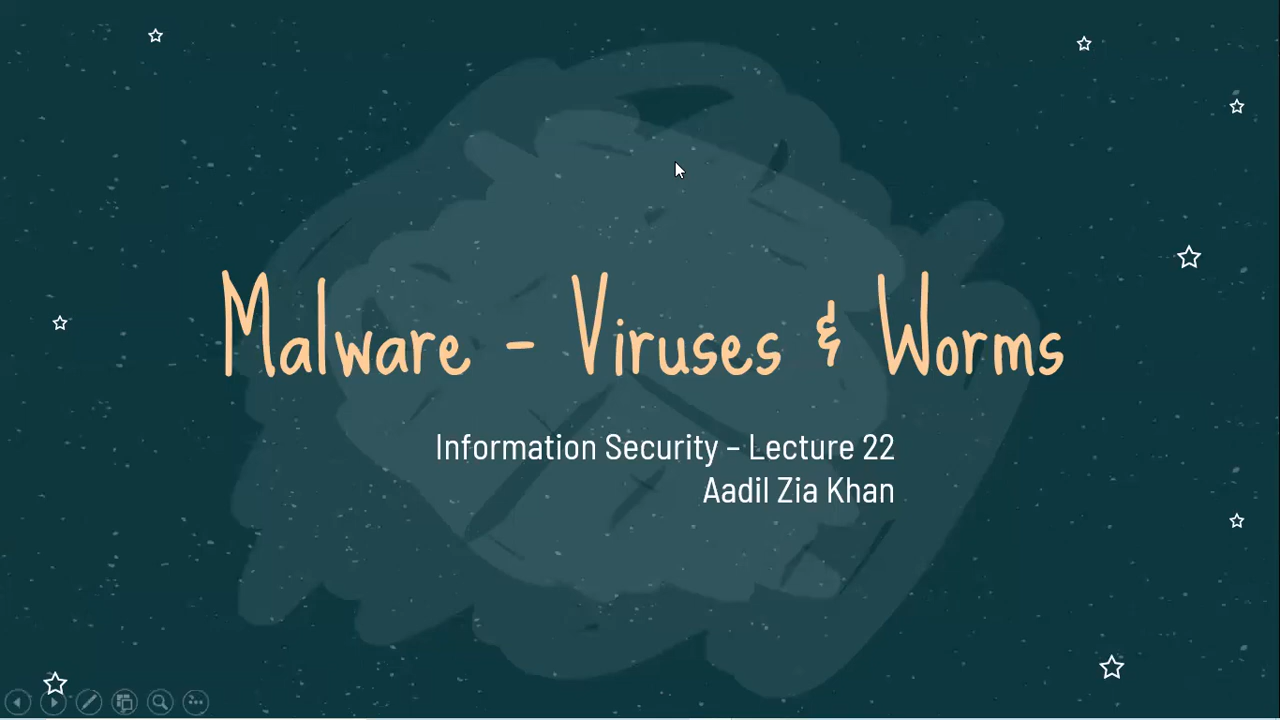 Malware - Viruses & Worms
Information Security – Lecture 22
Aadil Zia Khan